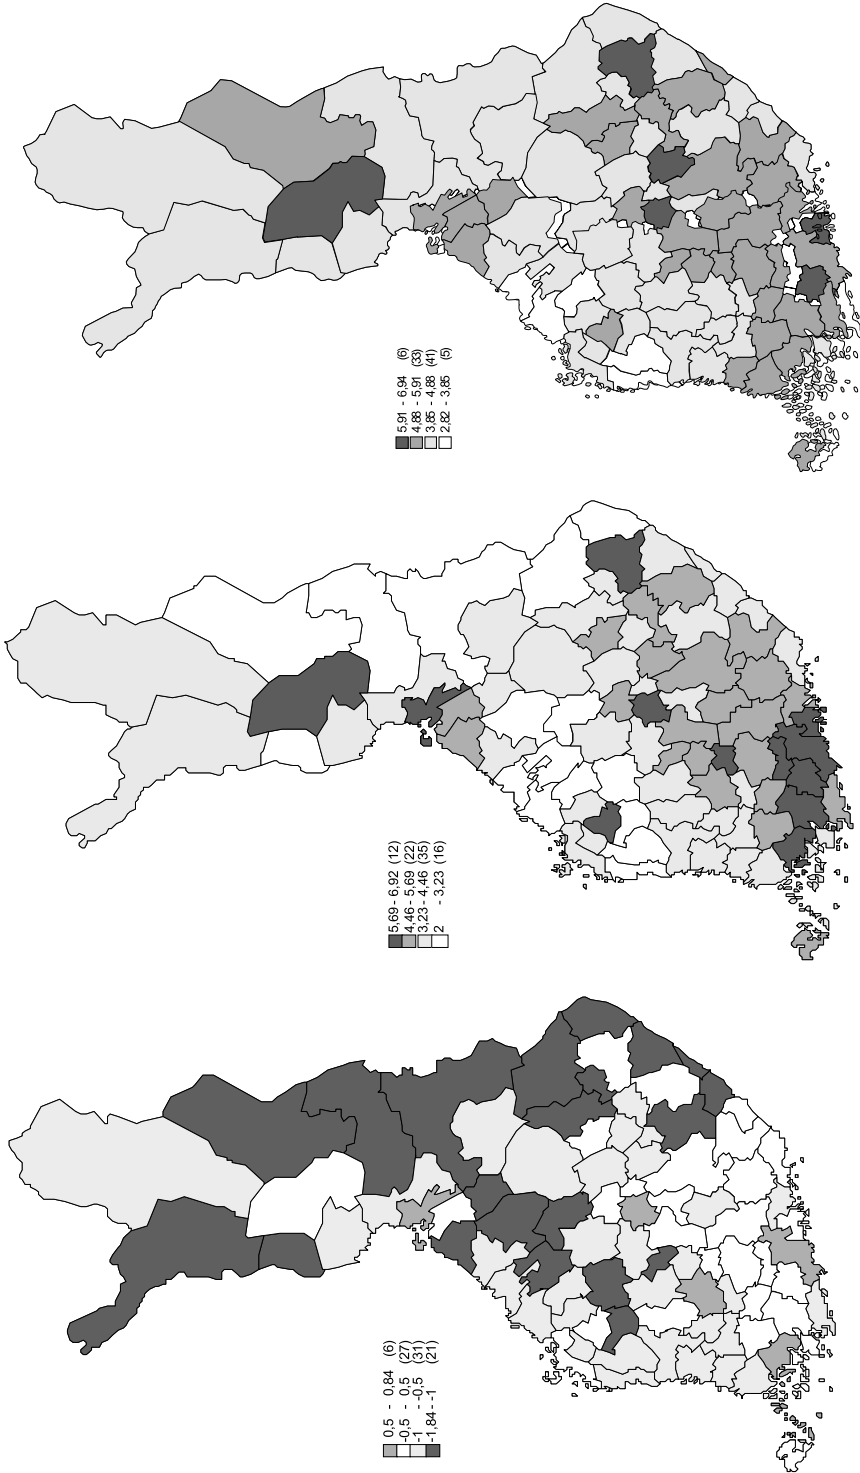 5,91 - 6,94 (6)
4,88 - 5,91 (33)
3,85 - 4,88 (41)
2,82 - 3,85 (5)
5,69 - 6,92 (12)
4,46 - 5,69 (22)
3,23 - 4,46 (35)
2 - 3,23 (16)
0,5 - 0,84 (6)
-0,5 - 0,5 (27)
-1 - -0,5 (31)
-1,84 - -1 (21)